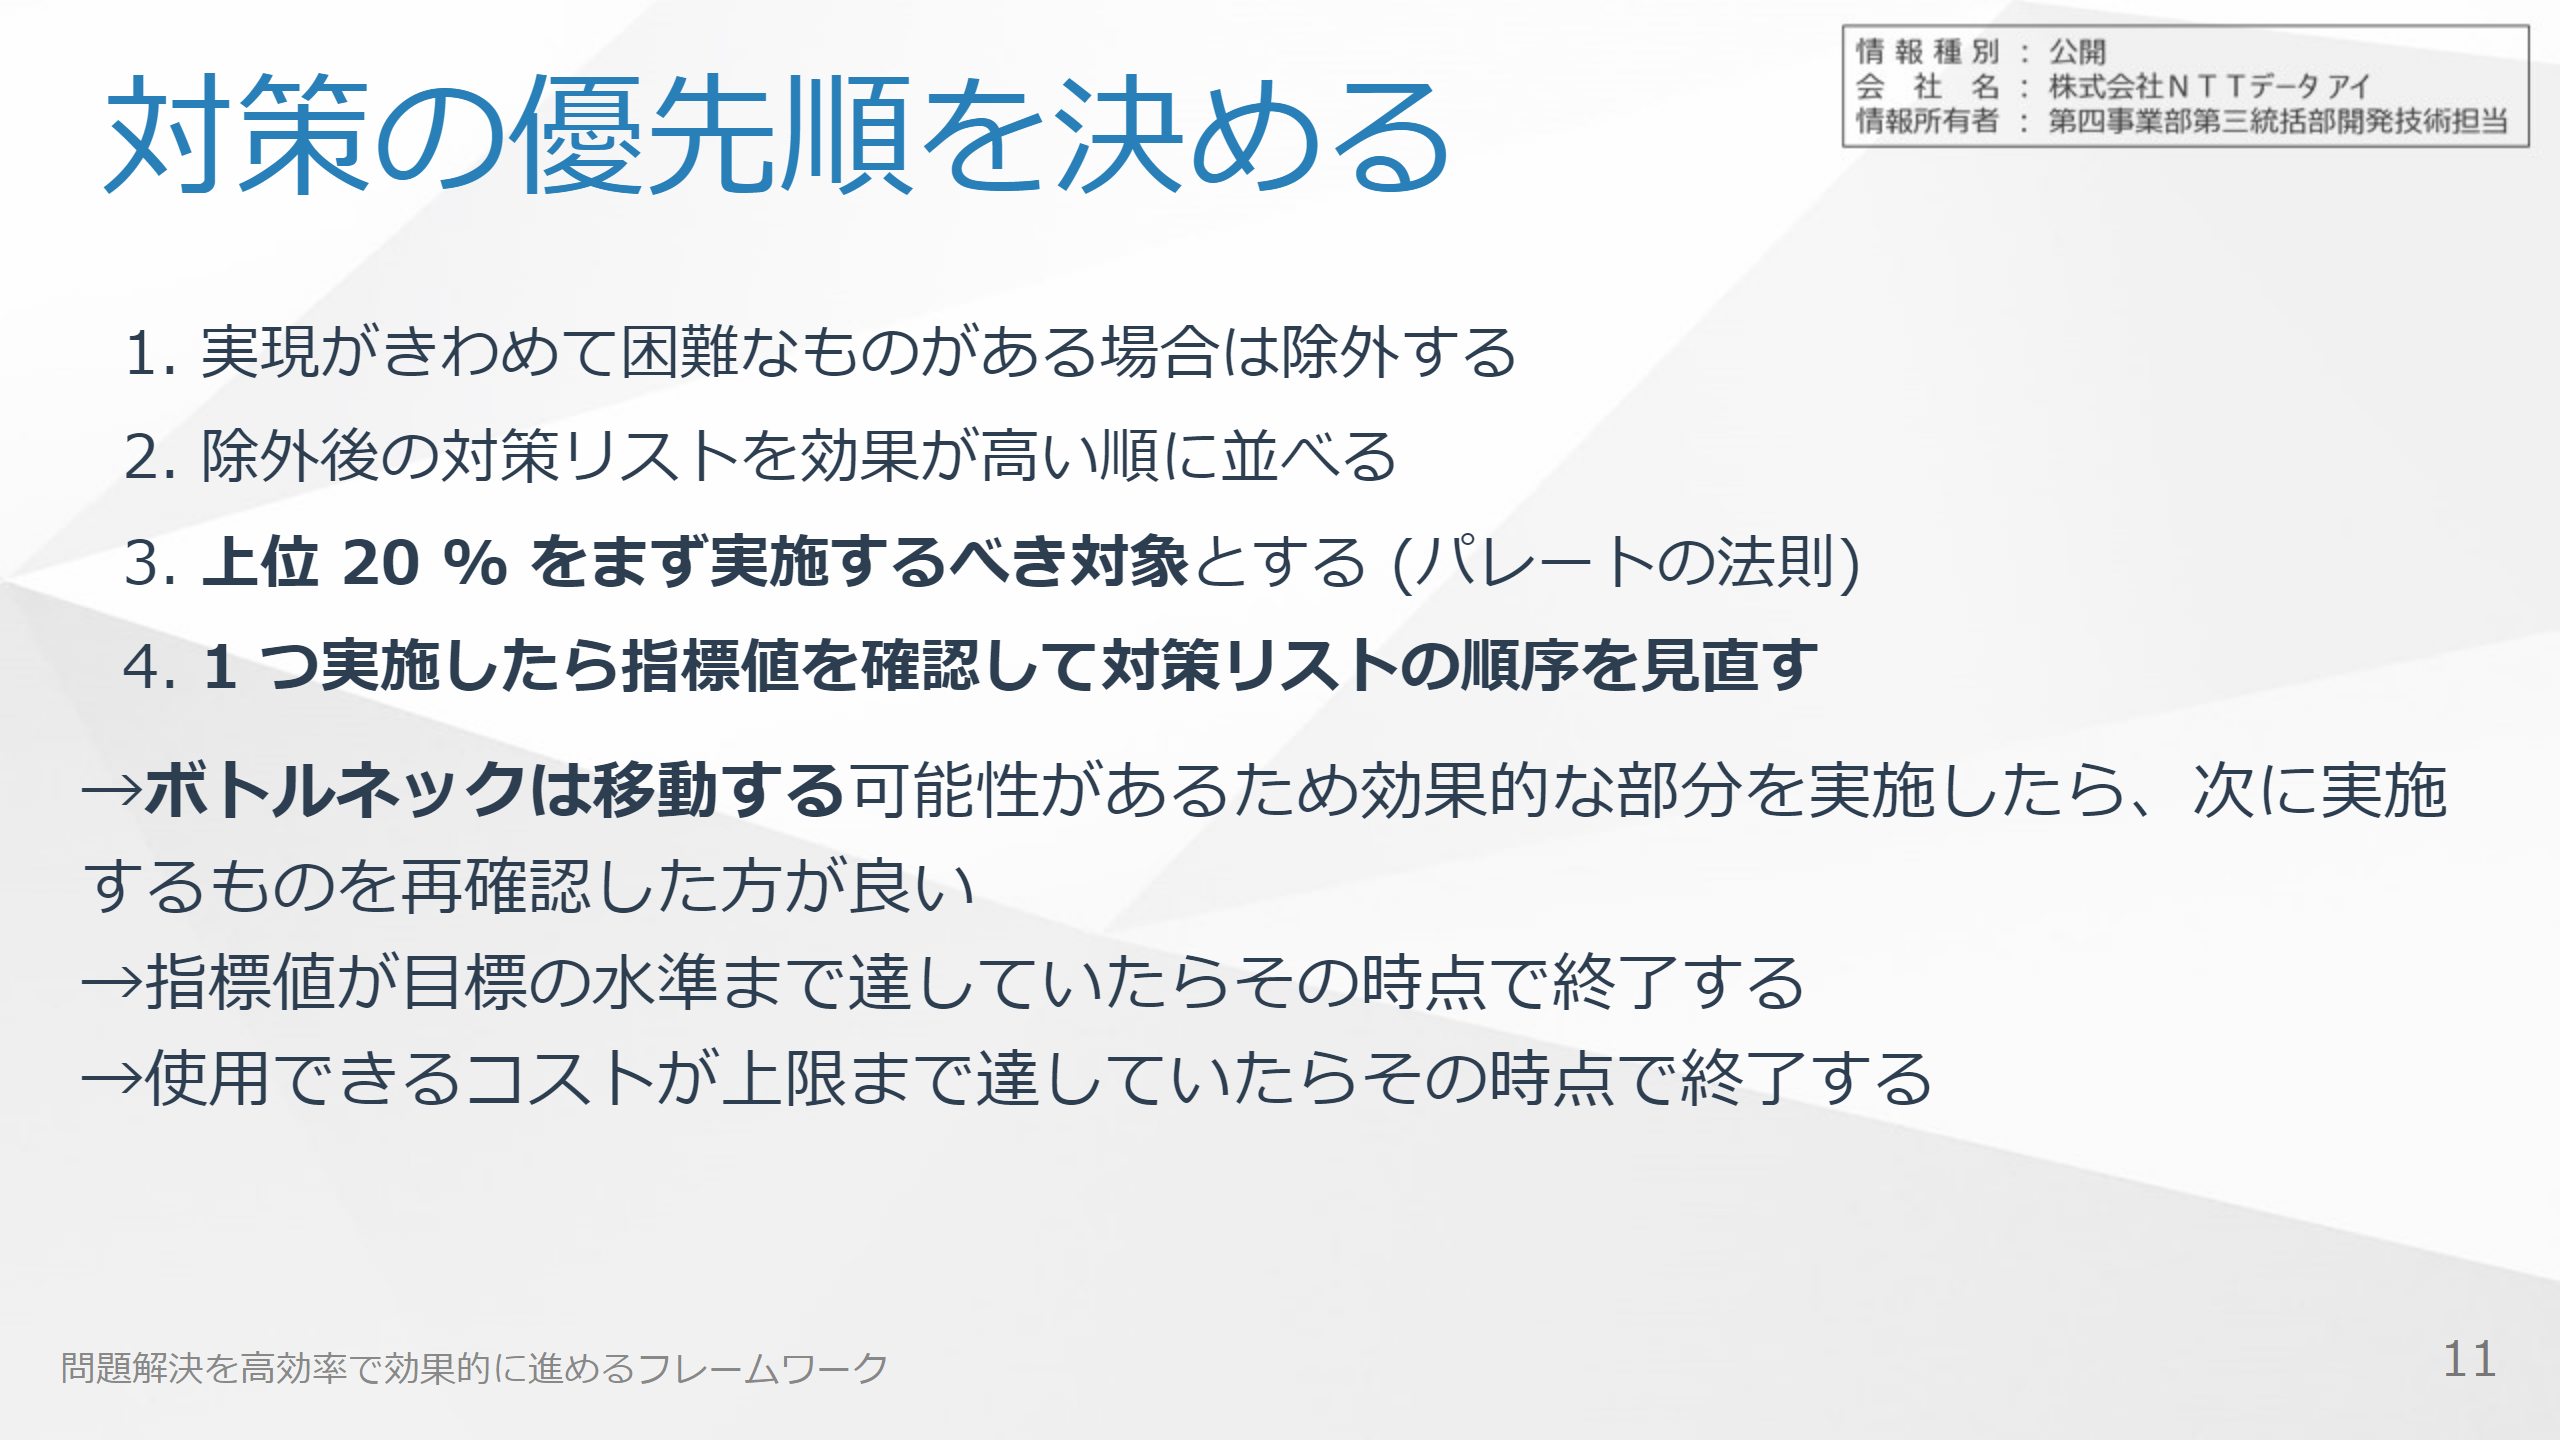 対策の優先順を決める
情報種別 ： 公開
会社名 ： 株式会社ＮＴＴデータ アイ
情報所有者 ： 第四事業部第三統括部開発技術担当
1. 実現がきわめて困難なものがある場合は除外する
2. 除外後の対策リストを効果が高い順に並べる
3. 上位 20 % をまず実施するべき対象とする (パレートの法則)
4. 1 つ実施したら指標値を確認して対策リストの順序を見直す
→ボトルネックは移動する可能性があるため効果的な部分を実施したら、次に実施
するものを再確認した方が良い
→指標値が目標の水準まで達していたらその時点で終了する
→使用できるコストが上限まで達していたらその時点で終了する
問題解決を高効率で効果的に進めるフレームワーク
11